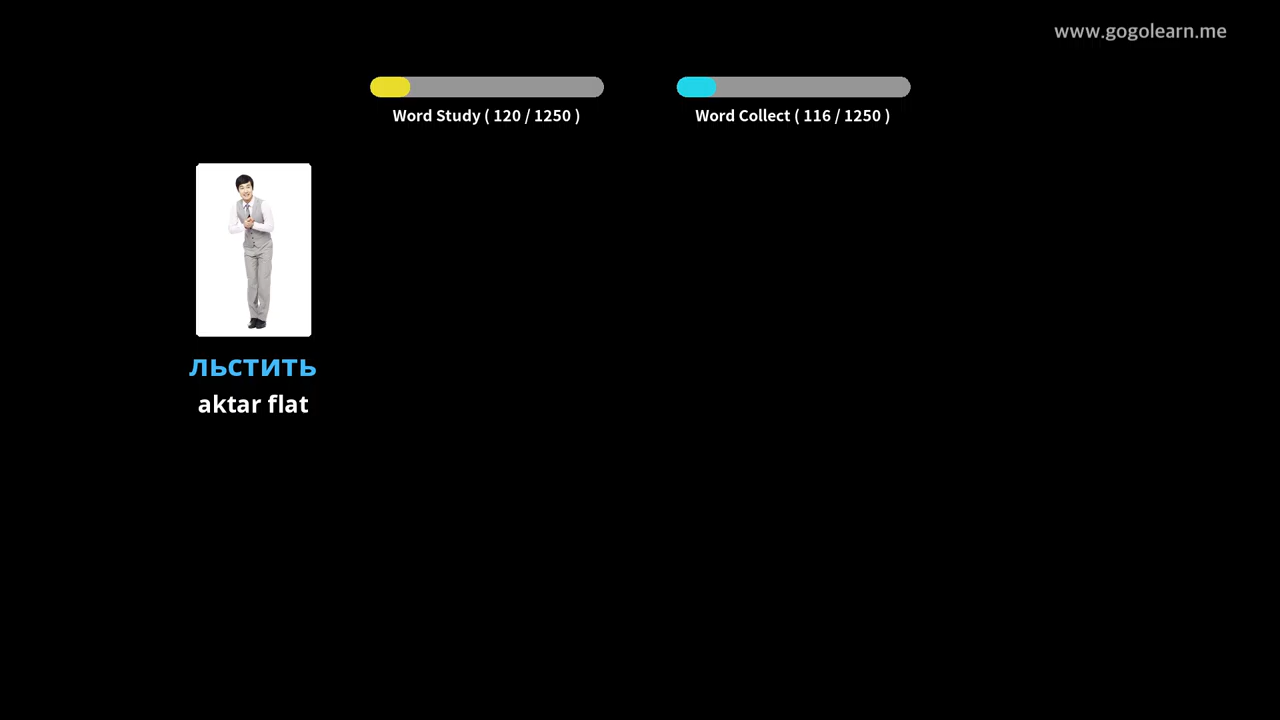 www.gogolearn.me
Word Study ( 120 / 1250 )
Word Collect ( 116 / 1250 )
льстить
aktar flat